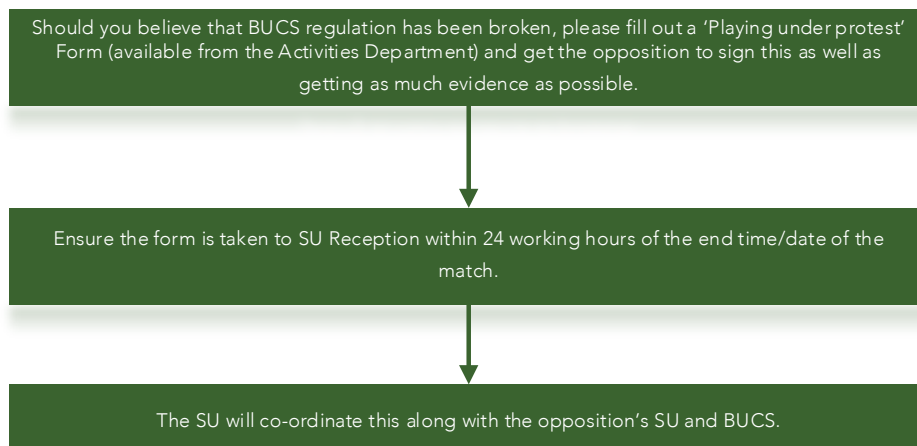 Should you believe that BUCS regulation has been broken, please fill out a ‘Playing under protest’
Form (available from the Activities Department) and get the opposition to sign this as well as
getting as much evidence as possible.
Ensure the form is taken to SU Reception within 24 working hours of the end time/date of the
match.
The SU will co-ordinate this along with the opposition’s SU and BUCS.